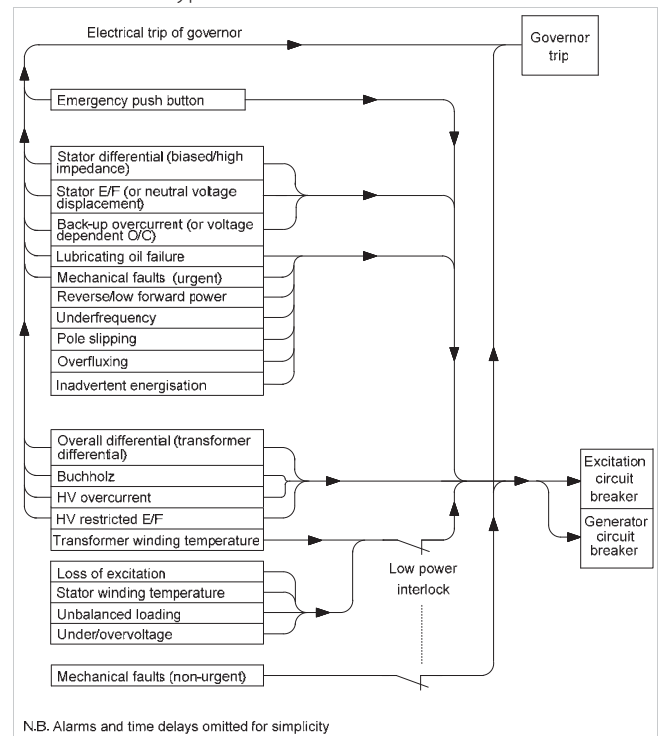 Electrical trip of governor
Governor
trip
Emergency push button
Stator differential (biased/high
impedance)
Stator E/F (or neutral voltage
displacement)
Back-up overcurrent (or voltage
dependent O/C)
Lubricating oil failure
Mechanical faults (urgent)
Reverse/low forward power
Underfrequency
Pole slipping
Overfluxing
Inadvertent energisation
Overall differential (transformer
differential)
Buchholz
HV overcurrent
HV restricted E/F
Transformer winding temperature
Excitation
circuit
breaker
Generator
circuit
breaker
Low power
interlock
Loss of excitation
Stator winding temperature
Unbalanced loading
Under/overvoltage
Mechanical faults (non-urgent)
N.B. Alarms and time delays omitted for simplicity